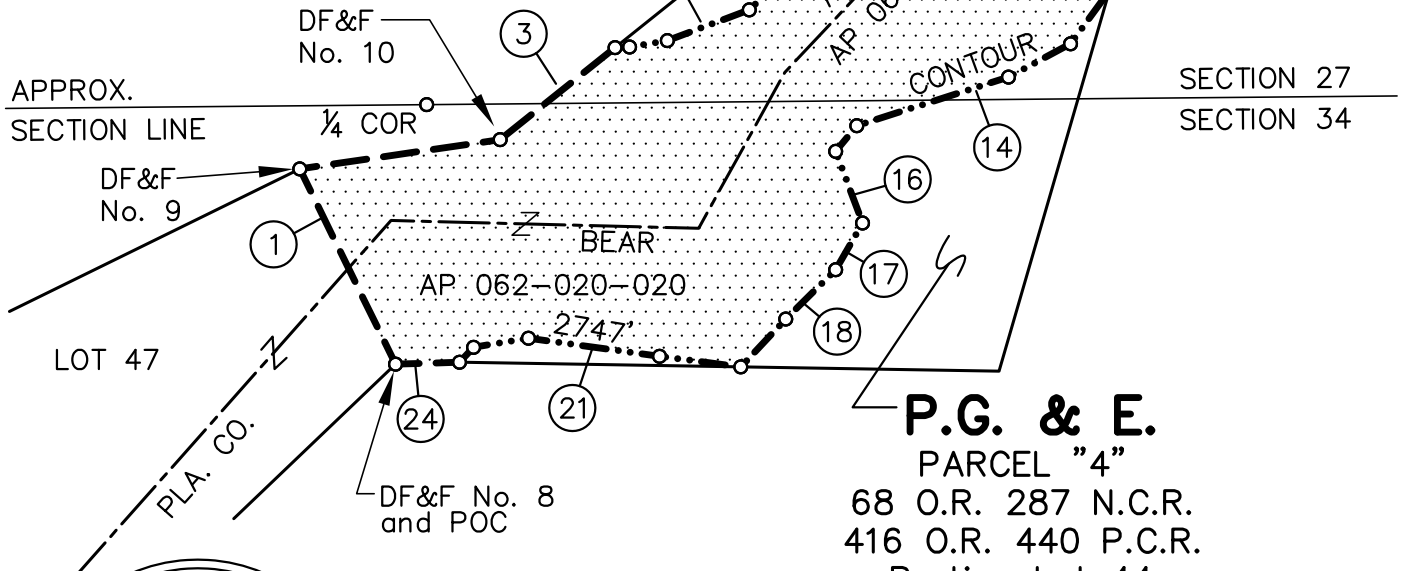 DF&F
No. 10
3
AP 06
CONTOUR
APPROX.
SECTION LINE
¼ COR
SECTION 27
SECTION 34
14
DF&F
No. 9
16
1
BEAR
17
AP 062-020-020
2747'
18
LOT 47
21
24
PLA. CO.
DF&F No. 8
and POC
P.G. & E.
PARCEL "4"
68 O.R. 287 N.C.R.
416 O.R. 440 P.C.R.